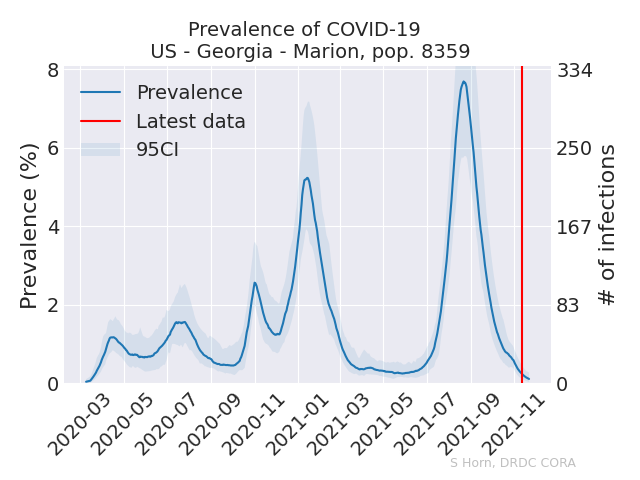 Prevalence of COVID-19
US - Georgia - Marion, pop. 8359
Prevalence
Latest data
95CI
Prevalence (%)
8
6
4
2
0
# of infections
334
250
167
83
0
2020-03
2020-05
2020-07
2020-09
2020-11
2021-01
2021-03
2021-05
2021-07
2021-09
2021-11
S Horn, DRDC CORA